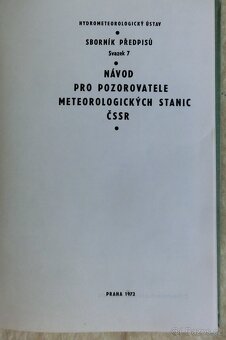 HYDROMETEOROLOGICKÝ ÚSTAV
SBORNÍK PŘEDPISŮ
Svazek 7
NÁVOD
PRO POZOROVATELE
METEOROLOGICKÝCH STANIC
ČSSR
PRAHA 1972